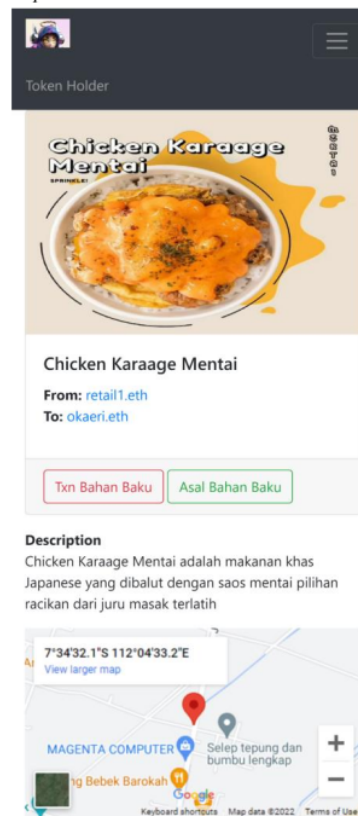 Token Holder
Chicken Karaage
Mentai
SPRINKLE!
Chicken Karaage Mentai
From: retail1.eth
To: okaeri.eth
Txn Bahan Baku
Asal Bahan Baku
Description
Chicken Karaage Mentai adalah makanan khas
Japanese yang dibalut dengan saos mentai pilihan
racikan dari juru masak terlatih
7°34'32.1"S 112°04'33.2"E
View larger map
MAGENTA COMPUTER
Selep tepung dan
bumbu lengkap
ng Bebek Barokah
Google
Keyboard shortcuts Map data ©2022 Terms of Use